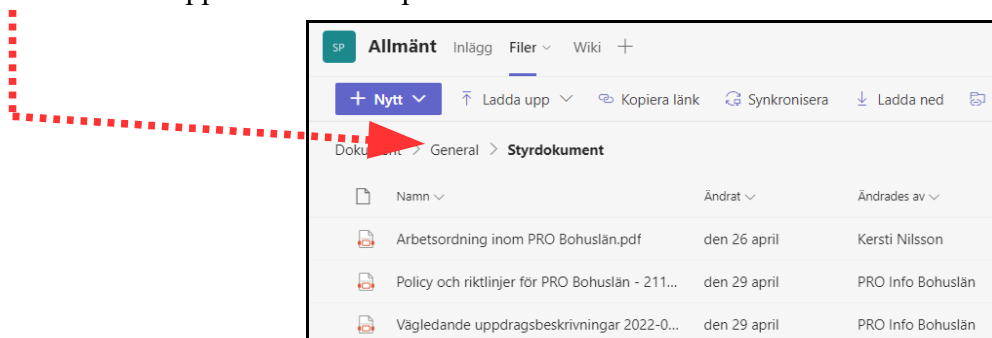 SP Allmänt Inlägg Filer Wiki
+ Nytt Ladda upp Kopiera länk Synkronisera Ladda ned
General > Styrdokument
Namn Ändrat Ändrades av
Arbetsordning inom PRO Bohuslän.pdf den 26 april Kersti Nilsson
Policy och riktlinjer för PRO Bohuslän - 211... den 29 april PRO Info Bohuslän
Vägledande uppdragsbeskrivningar 2022-0... den 29 april PRO Info Bohuslän